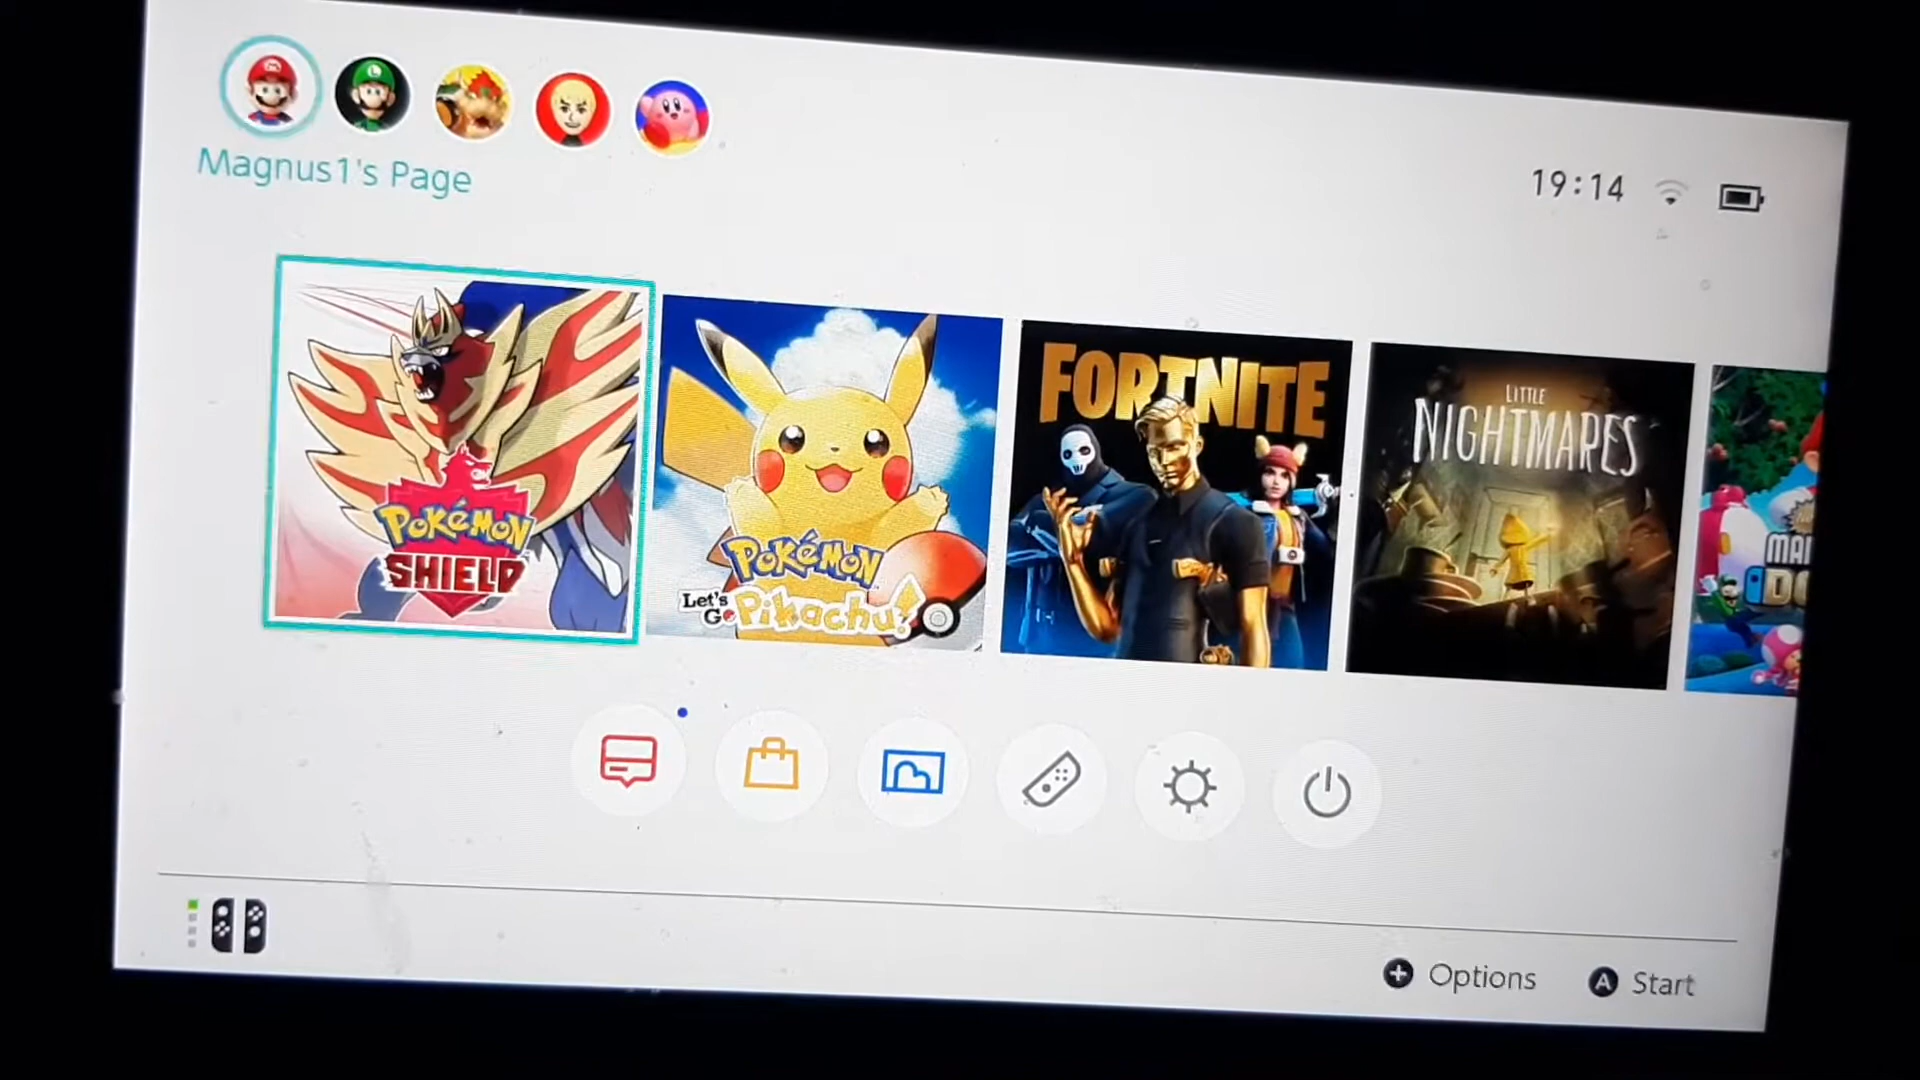 Magnus1's Page
19:14
POKéMON
SHIELD
POKéMON
Let's Go Pikachu!
FORTNITE
LITTLE
NIGHTMARES
+ Options
A Start